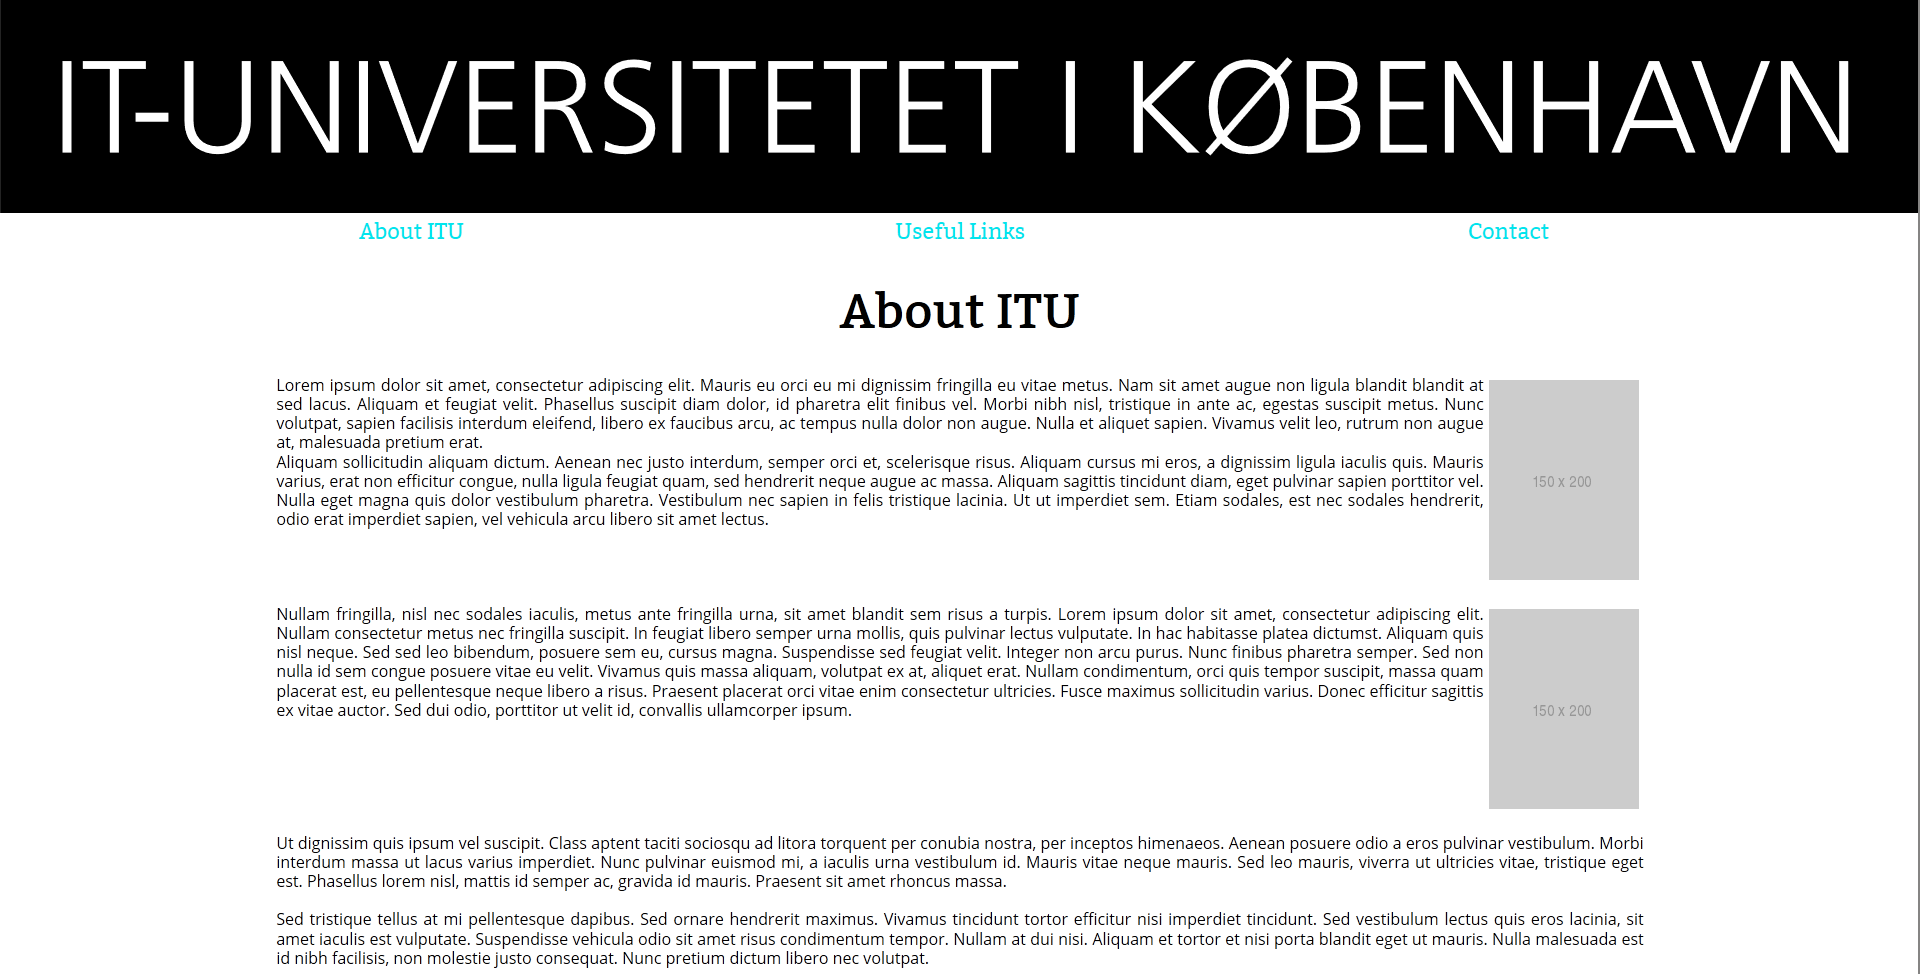 IT-UNIVERSITETET I KØBENHAVN
About ITU
Useful Links
Contact
About ITU
Lorem ipsum dolor sit amet, consectetur adipiscing elit. Mauris eu orci eu mi dignissim fringilla eu vitae metus. Nam sit amet augue non ligula blandit blandit at
sed lacus. Aliquam et feugiat velit. Phasellus suscipit diam dolor, id pharetra elit finibus vel. Morbi nibh nisl, tristique in ante ac, egestas suscipit metus. Nunc
volutpat, sapien facilisis interdum eleifend, libero ex faucibus arcu, ac tempus nulla dolor non augue. Nulla et aliquet sapien. Vivamus velit leo, rutrum non augue
at, malesuada pretium erat.
Aliquam sollicitudin aliquam dictum. Aenean nec justo interdum, semper orci et, scelerisque risus. Aliquam cursus mi eros, a dignissim ligula iaculis quis. Mauris
varius, erat non efficitur congue, nulla ligula feugiat quam, sed hendrerit neque augue ac massa. Aliquam sagittis tincidunt diam, eget pulvinar sapien porttitor vel.
Nulla eget magna quis dolor vestibulum pharetra. Vestibulum nec sapien in felis tristique lacinia. Ut ut imperdiet sem. Etiam sodales, est nec sodales hendrerit,
odio erat imperdiet sapien, vel vehicula arcu libero sit amet lectus.
150 x 200
Nullam fringilla, nisl nec sodales iaculis, metus ante fringilla urna, sit amet blandit sem risus a turpis. Lorem ipsum dolor sit amet, consectetur adipiscing elit.
Nullam consectetur metus nec fringilla suscipit. In feugiat libero semper urna mollis, quis pulvinar lectus vulputate. In hac habitasse platea dictumst. Aliquam quis
nisl neque. Sed sed leo bibendum, posuere sem eu, cursus magna. Suspendisse sed feugiat velit. Integer non arcu purus. Nunc finibus pharetra semper. Sed non
nulla id sem congue posuere vitae eu velit. Vivamus quis massa aliquam, volutpat ex at, aliquet erat. Nullam condimentum, orci quis tempor suscipit, massa quam
placerat est, eu pellentesque neque libero a risus. Praesent placerat orci vitae enim consectetur ultricies. Fusce maximus sollicitudin varius. Donec efficitur sagittis
ex vitae auctor. Sed dui odio, porttitor ut velit id, convallis ullamcorper ipsum.
150 x 200
Ut dignissim quis ipsum vel suscipit. Class aptent taciti sociosqu ad litora torquent per conubia nostra, per inceptos himenaeos. Aenean posuere odio a eros pulvinar vestibulum. Morbi
interdum massa ut lacus varius imperdiet. Nunc pulvinar euismod mi, a iaculis urna vestibulum id. Mauris vitae neque mauris. Sed leo mauris, viverra ut ultricies vitae, tristique eget
est. Phasellus lorem nisl, mattis id semper ac, gravida id mauris. Praesent sit amet rhoncus massa.
Sed tristique tellus at mi pellentesque dapibus. Sed ornare hendrerit maximus. Vivamus tincidunt tortor efficitur nisi imperdiet tincidunt. Sed vestibulum lectus quis eros lacinia, sit
amet iaculis est vulputate. Suspendisse vehicula odio sit amet risus condimentum tempor. Nullam at dui nisi. Aliquam et tortor et nisi porta blandit eget ut mauris. Nulla malesuada est
id nibh facilisis, non molestie justo consequat. Nunc pretium dictum libero nec volutpat.